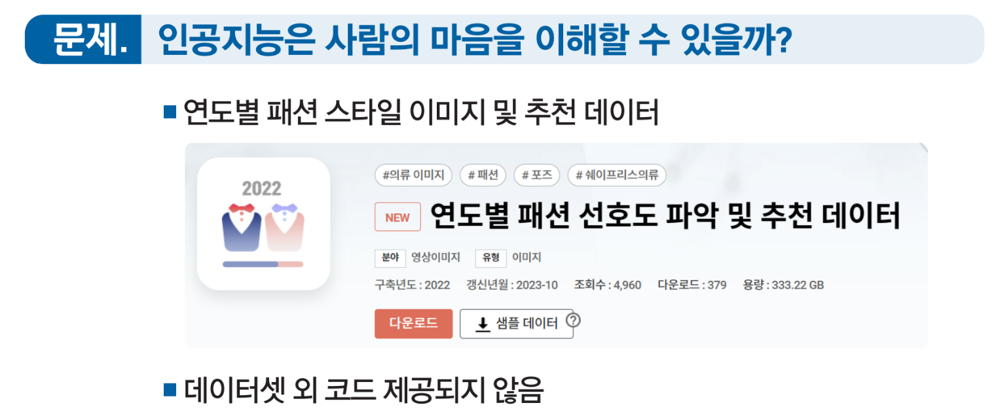 문제. 인공지능은 사람의 마음을 이해할 수 있을까?
■ 연도별 패션 스타일 이미지 및 추천 데이터
2022
#의류 이미지 # 패션 # 포즈 # 쉐이프리스의류
NEW 연도별 패션 선호도 파악 및 추천 데이터
분야 영상이미지 유형 이미지
구축년도 : 2022 갱신년월 : 2023-10 조회수 : 4,960 다운로드 : 379 용량 : 333.22 GB
다운로드 샘플 데이터 ?
■ 데이터셋 외 코드 제공되지 않음